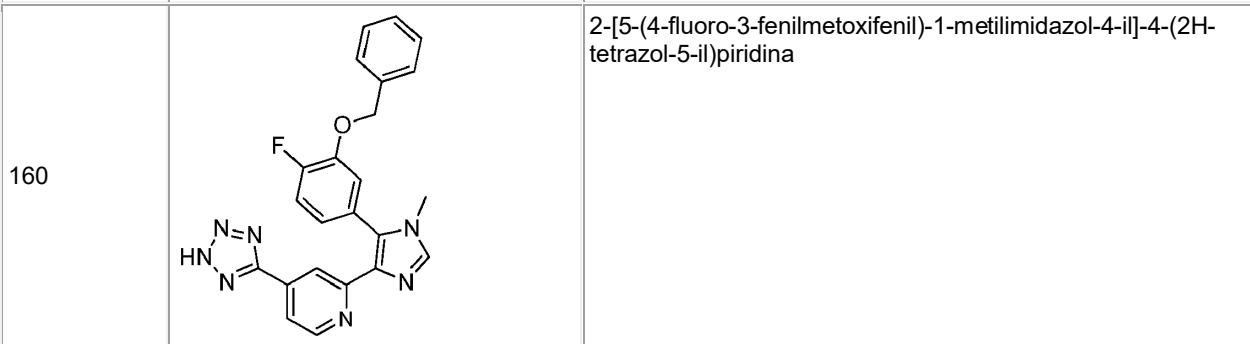 160
O
F
N
N
N
N
HN
N
N
N
2-[5-(4-fluoro-3-fenilmetoxifenil)-1-metilimidazol-4-il]-4-(2H-
tetrazol-5-il)piridina